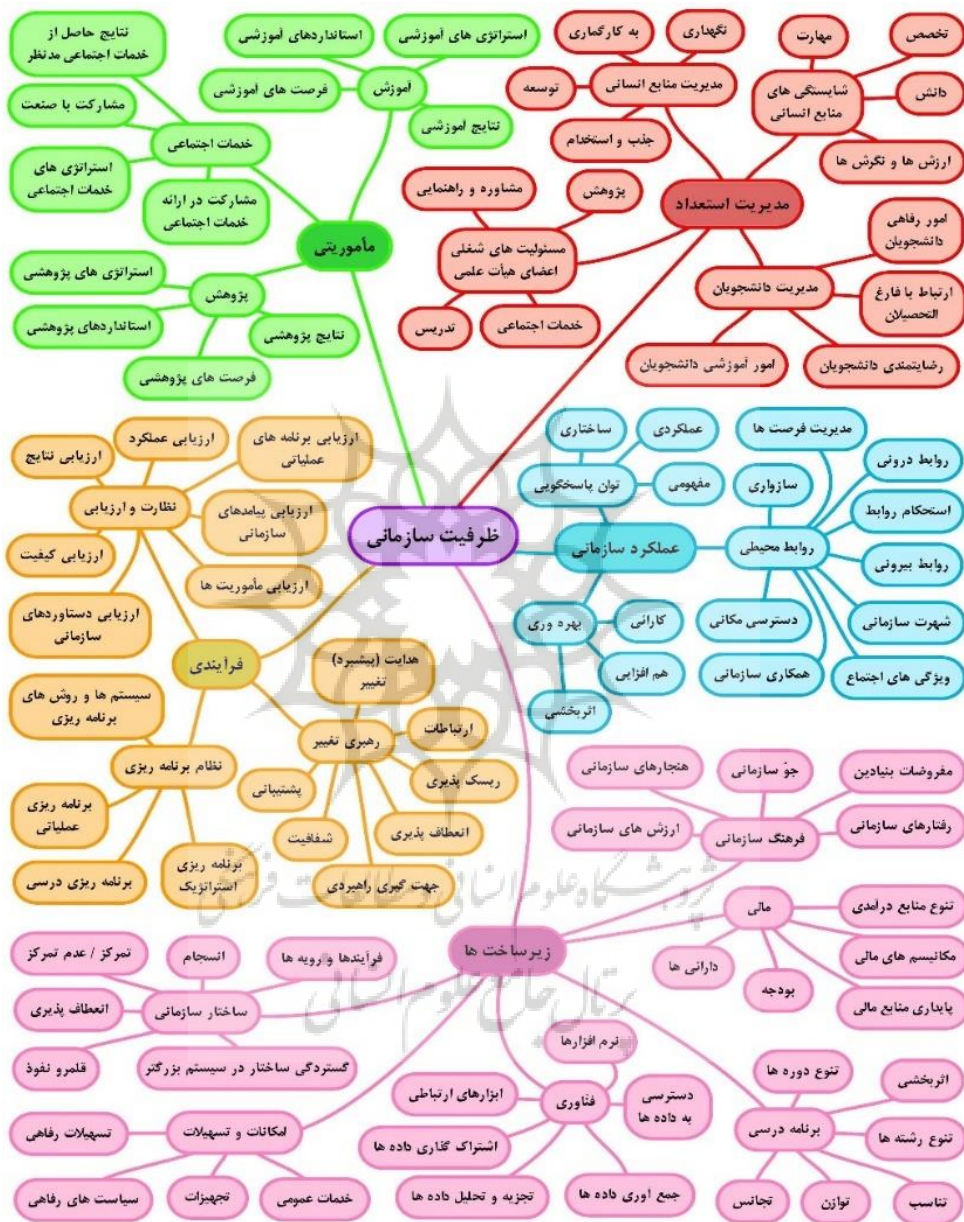 نتایج حاصل از
خدمات اجتماعی مدنظر
مشارکت با صنعت
استراتژی های
خدمات اجتماعی
مشارکت در ارائه
خدمات اجتماعی
خدمات اجتماعی
استانداردهای آموزشی
استراتژی های آموزشی
فرصت های آموزشی
آموزش
نتایج آموزشی
مأموریتی
استراتژی های پژوهشی
پژوهش
استانداردهای پژوهشی
نتایج پژوهشی
فرصت های پژوهشی
به کارگماری
نگهداری
مدیریت منابع انسانی
توسعه
جذب و استخدام
مهارت
تخصص
شایستگی های
منابع انسانی
دانش
ارزش ها و نگرش ها
مدیریت استعداد
مشاوره و راهنمایی
پژوهش
مسئولیت های شغلی
اعضای هیأت علمی
تدریس
خدمات اجتماعی
امور رفاهی
دانشجویان
مدیریت دانشجویان
ارتباط با فارغ
التحصیلان
امور آموزشی دانشجویان
رضایتمندی دانشجویان
ظرفیت سازمانی
ارزیابی نتایج
ارزیابی عملکرد
ارزیابی برنامه های
عملیاتی
نظارت و ارزیابی
ارزیابی پیامدهای
سازمانی
ارزیابی کیفیت
ارزیابی مأموریت ها
ارزیابی دستاوردهای
سازمانی
فرآیندی
سیستم ها و روش های
برنامه ریزی
نظام برنامه ریزی
برنامه ریزی
عملیاتی
برنامه ریزی درسی
برنامه ریزی
استراتژیک
هدایت (پیشبرد)
تغییر
رهبری تغییر
ارتباطات
ریسک پذیری
پشتیبانی
شفافیت
انعطاف پذیری
جهت گیری راهبردی
ساختاری
عملکردی
توان پاسخگویی
مفهومی
عملکرد سازمانی
بهره وری
کارائی
هم افزایی
اثربخشی
مدیریت فرصت ها
روابط درونی
سازواری
استحکام روابط
روابط محیطی
روابط بیرونی
دسترسی مکانی
شهرت سازمانی
همکاری سازمانی
ویژگی های اجتماع
هنجارهای سازمانی
جوّ سازمانی
مفروضات بنیادین
ارزش های سازمانی
فرهنگ سازمانی
رفتارهای سازمانی
زیرساخت ها
مالی
تنوع منابع درآمدی
دارائی ها
مکانیسم های مالی
بودجه
پایداری منابع مالی
تمرکز / عدم تمرکز
انسجام
فرآیندها و رویه ها
انعطاف پذیری
ساختار سازمانی
قلمرو نفوذ
گستردگی ساختار در سیستم بزرگتر
تسهیلات رفاهی
امکانات و تسهیلات
سیاست های رفاهی
تجهیزات
خدمات عمومی
نرم افزارها
ابزارهای ارتباطی
فنّاوری
دسترسی
به داده ها
اشتراک گذاری داده ها
تجزیه و تحلیل داده ها
جمع آوری داده ها
تنوع دوره ها
اثربخشی
برنامه درسی
تنوع رشته ها
تجانس
توازن
تناسب
پژوهشگاه علوم انسانی و مطالعات فرهنگی
پرتال جامع علوم انسانی